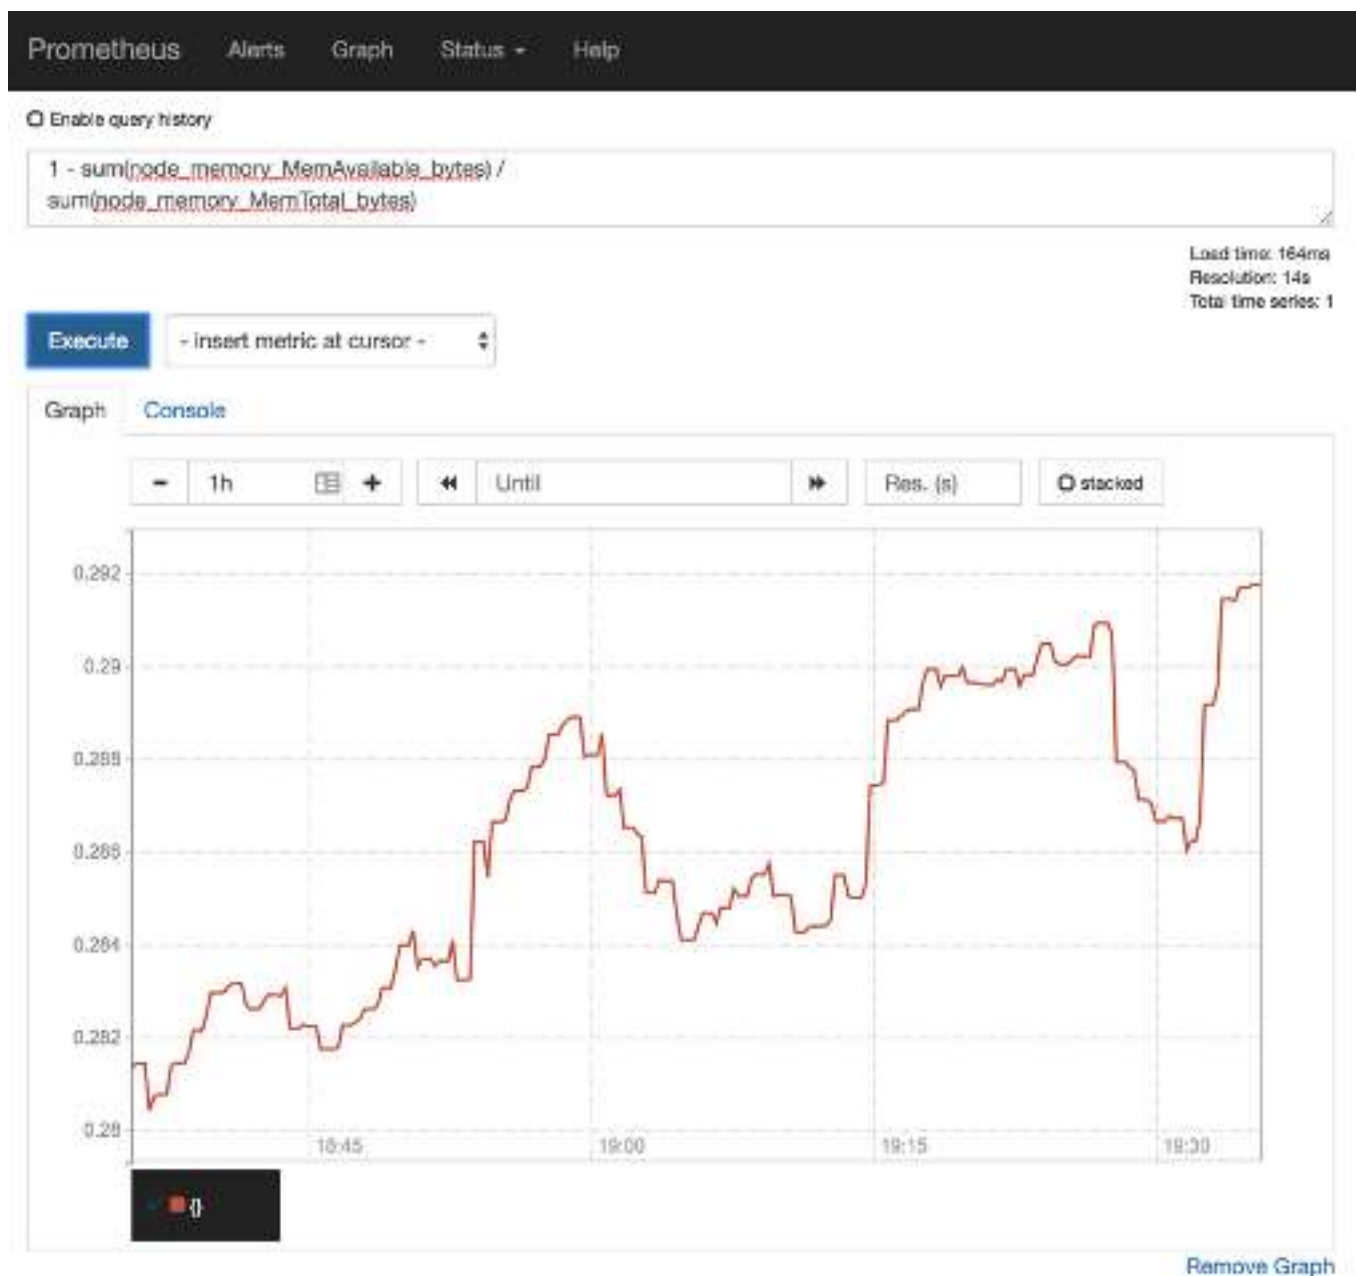 Prometheus Alerts Graph Status Help
Enable query history
1 - sum(node_memory_MemAvailable_bytes) /
sum(node_memory_MemTotal_bytes)
Load time: 164ms
Resolution: 14s
Total time series: 1
Execute - insert metric at cursor -
Graph Console
1h Until Res. (s) stacked
0.292
0.29
0.288
0.286
0.284
0.282
0.28
18:45 19:00 19:15 19:30
{}
Remove Graph